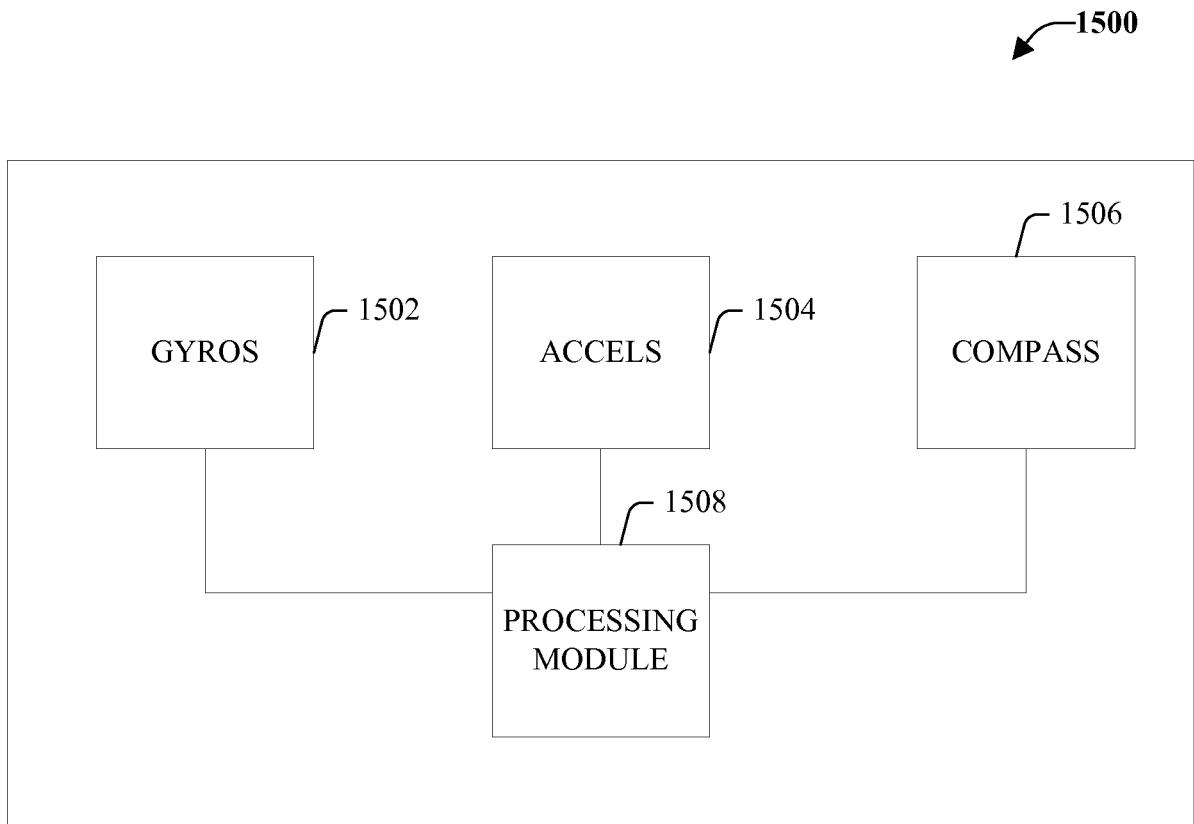 1500
1506
1502
1504
GYROS
ACCELS
COMPASS
1508
PROCESSING
MODULE